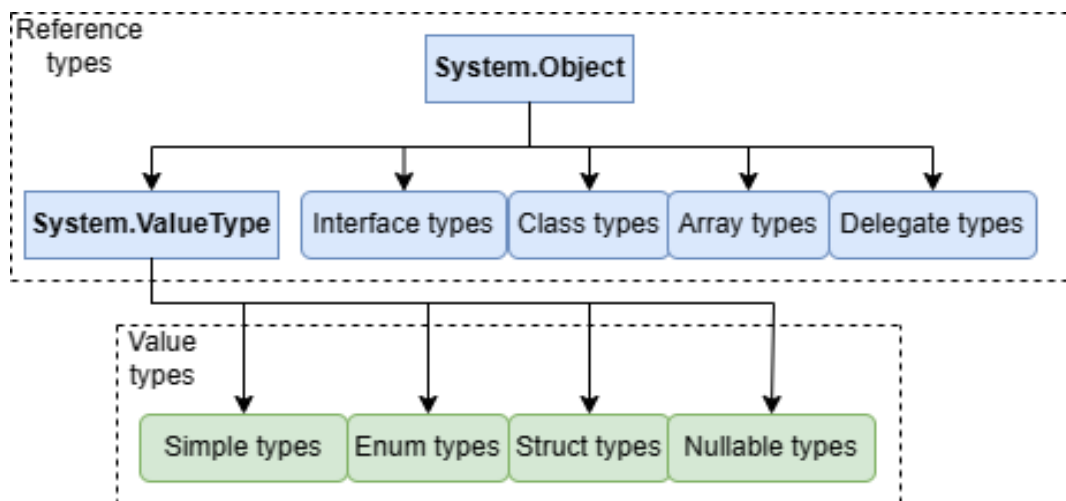 Reference
types
System.Object
System.ValueType
Interface types
Class types
Array types
Delegate types
Value
types
Simple types
Enum types
Struct types
Nullable types